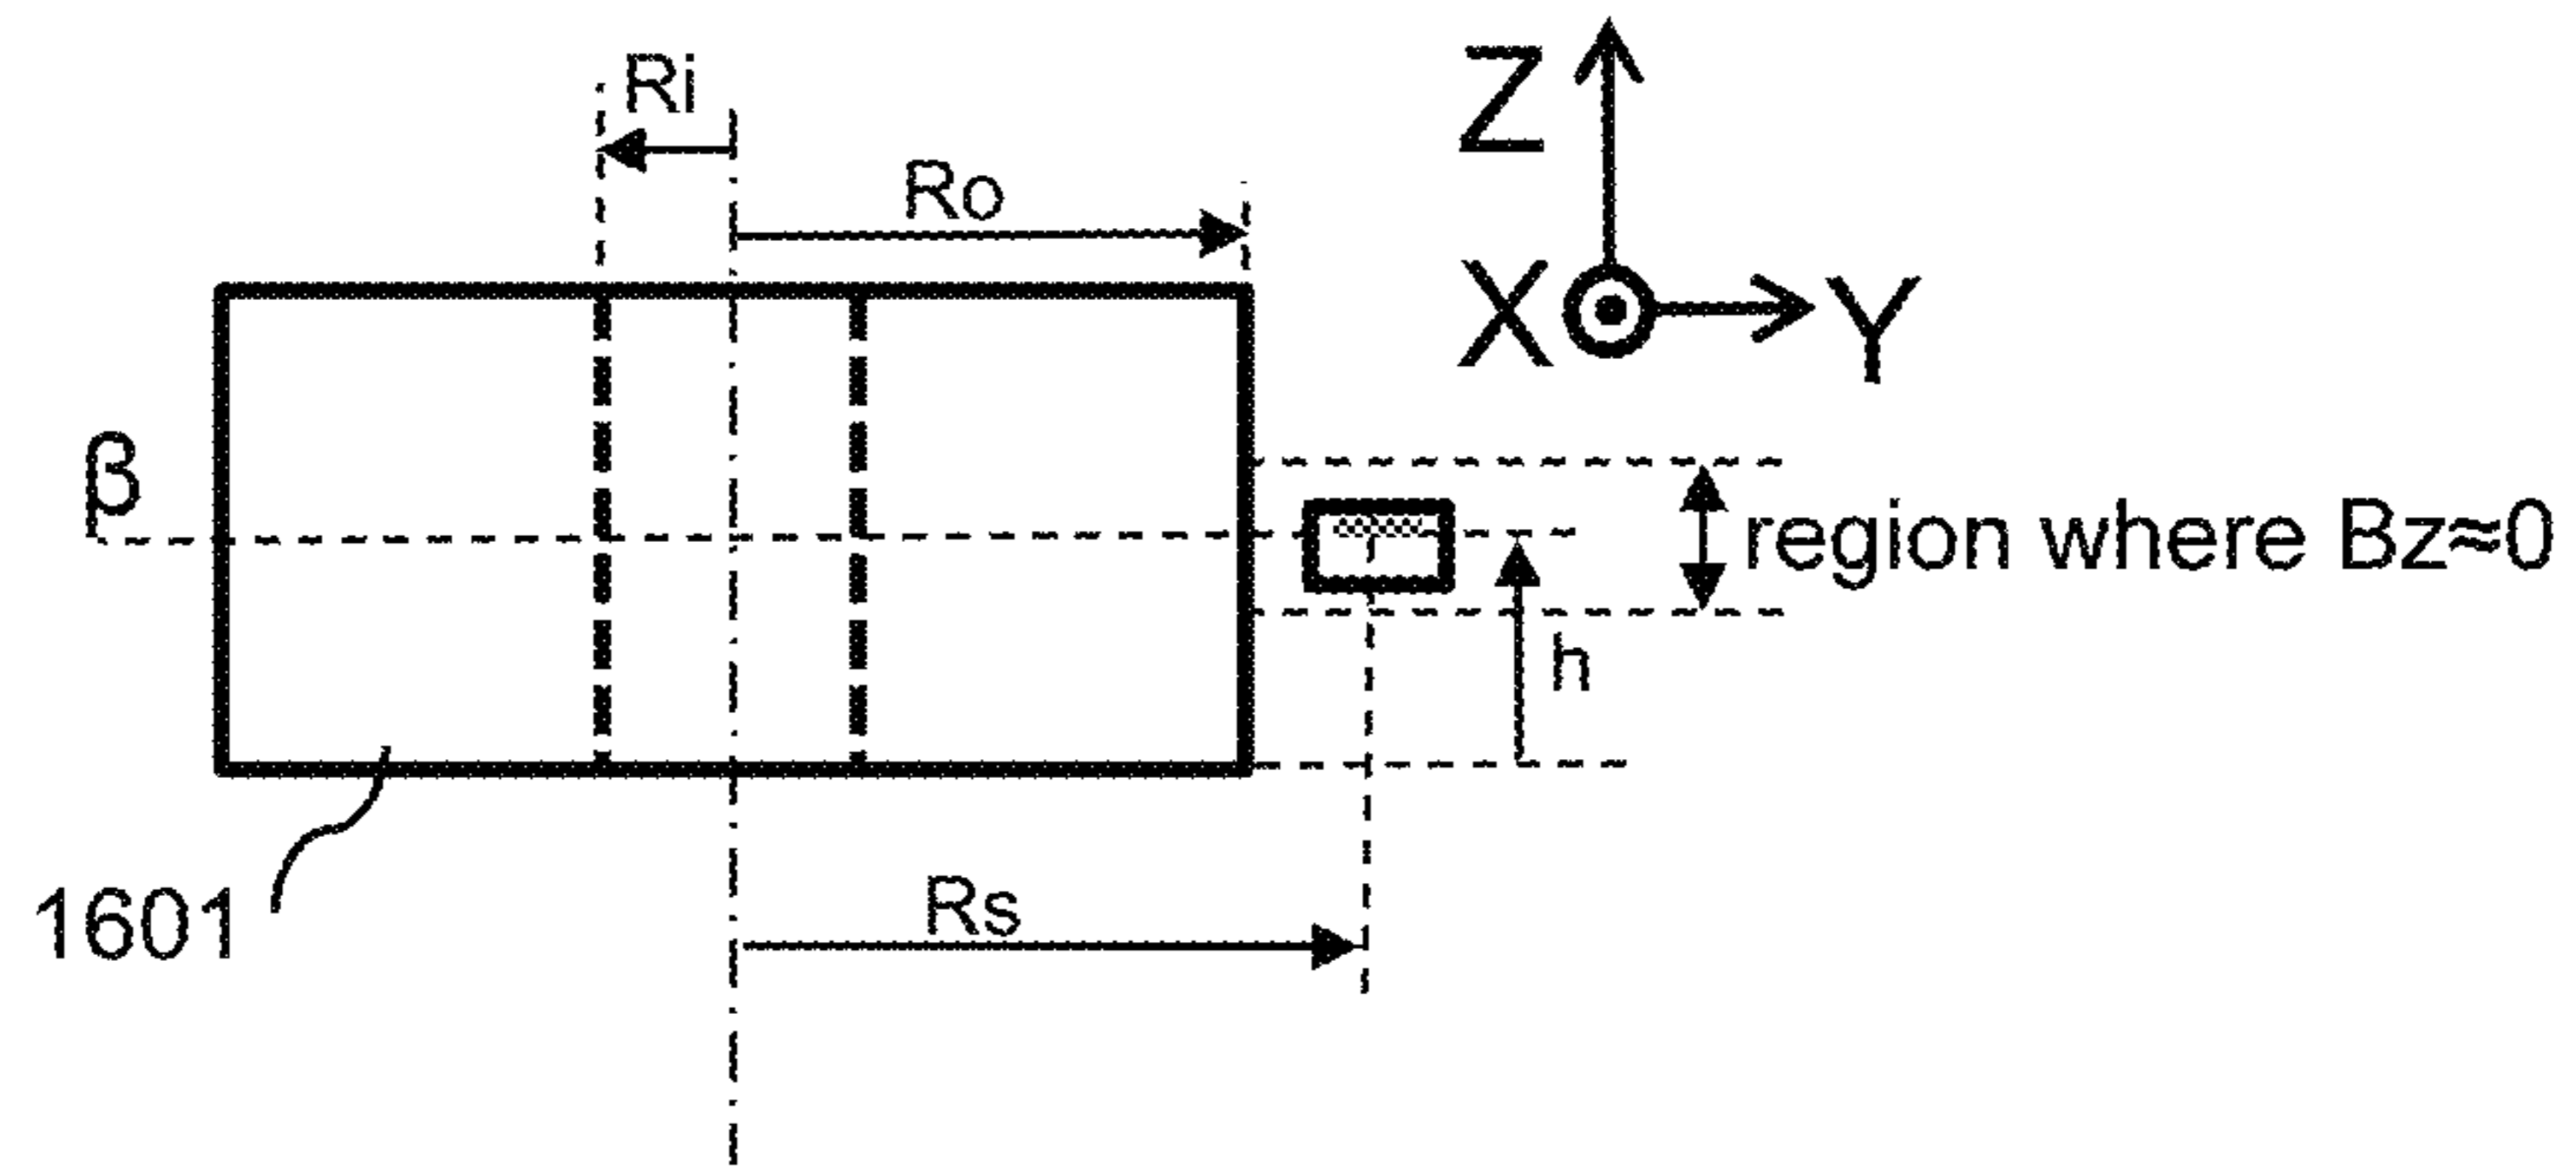 Ri
Z
Ro
X
Y
β
region where Bz≈0
h
1601
Rs